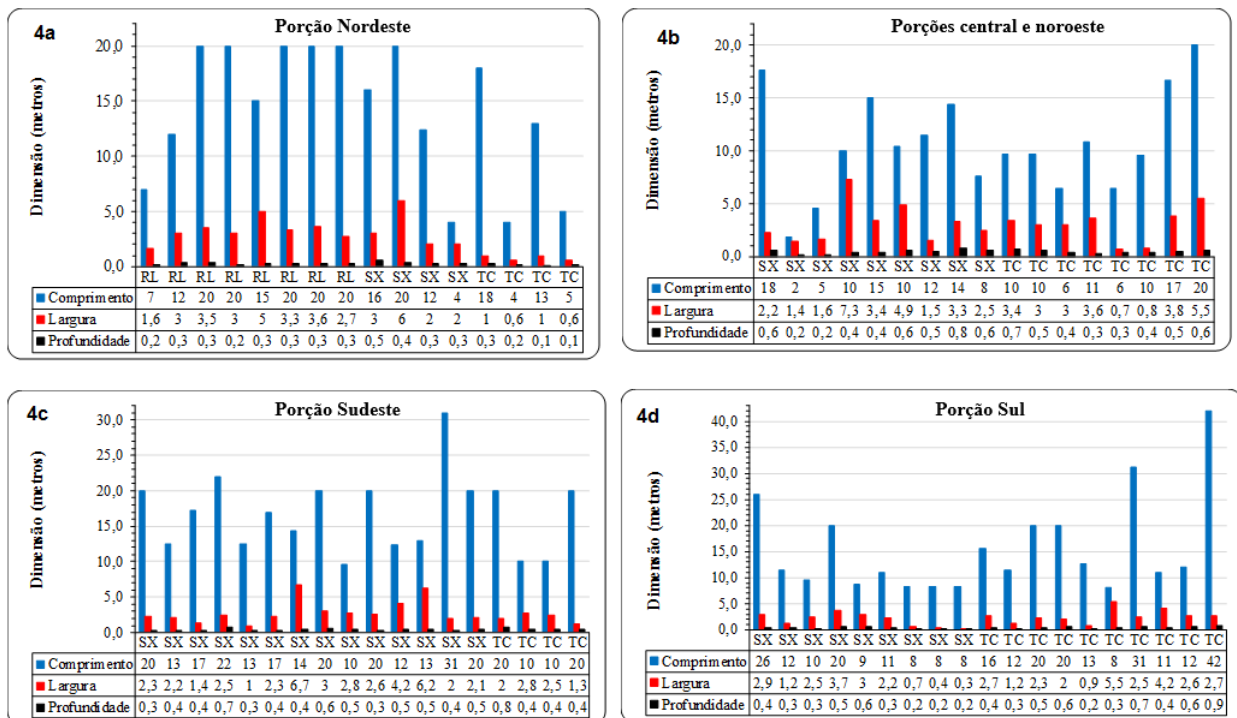 4a
Porção Nordeste
Dimensão (metros)
20,0
15,0
10,0
5,0
0,0
RL RL RL RL RL RL RL RL SX SX SX SX TC TC TC TC
Comprimento 7 12 20 20 15 20 20 20 16 20 12 4 18 4 13 5
Largura 1,6 3 3,5 3 5 3,3 3,6 2,7 3 6 2 2 1 0,6 1 0,6
Profundidade 0,2 0,3 0,3 0,2 0,3 0,3 0,3 0,3 0,5 0,4 0,3 0,3 0,3 0,2 0,1 0,1
4b
Porções central e noroeste
Dimensão (metros)
20,0
15,0
10,0
5,0
0,0
SX SX SX SX SX SX SX SX SX TC TC TC TC TC TC TC TC
Comprimento 18 2 5 10 15 10 12 14 8 10 10 6 11 6 10 17 20
Largura 2,2 1,4 1,6 7,3 3,4 4,9 1,5 3,3 2,5 3,4 3 3 3,6 0,7 0,8 3,8 5,5
Profundidade 0,6 0,2 0,2 0,4 0,4 0,6 0,5 0,8 0,6 0,7 0,5 0,4 0,3 0,3 0,4 0,5 0,6
4c
Porção Sudeste
Dimensão (metros)
30,0
20,0
10,0
0,0
SX SX SX SX SX SX SX SX SX SX SX SX SX SX TC TC TC TC
Comprimento 20 13 17 22 13 17 14 20 10 20 12 13 31 20 20 10 10 20
Largura 2,3 2,2 1,4 2,5 1 2,3 6,7 3 2,8 2,6 4,2 6,2 2 2,1 2 2,8 2,5 1,3
Profundidade 0,3 0,4 0,4 0,7 0,3 0,4 0,4 0,6 0,5 0,3 0,5 0,5 0,4 0,5 0,8 0,4 0,4 0,4
4d
Porção Sul
Dimensão (metros)
40,0
35,0
30,0
25,0
20,0
15,0
10,0
5,0
0,0
SX SX SX SX SX SX SX SX SX TC TC TC TC TC TC TC TC TC TC
Comprimento 26 12 10 20 9 11 8 8 8 16 12 20 20 13 8 31 11 12 42
Largura 2,9 1,2 2,5 3,7 3 2,2 0,7 0,4 0,3 2,7 1,2 2,3 2 0,9 5,5 2,5 4,2 2,6 2,7
Profundidade 0,4 0,3 0,3 0,5 0,6 0,3 0,2 0,2 0,2 0,4 0,3 0,4 0,6 0,2 0,3 0,7 0,4 0,6 0,9